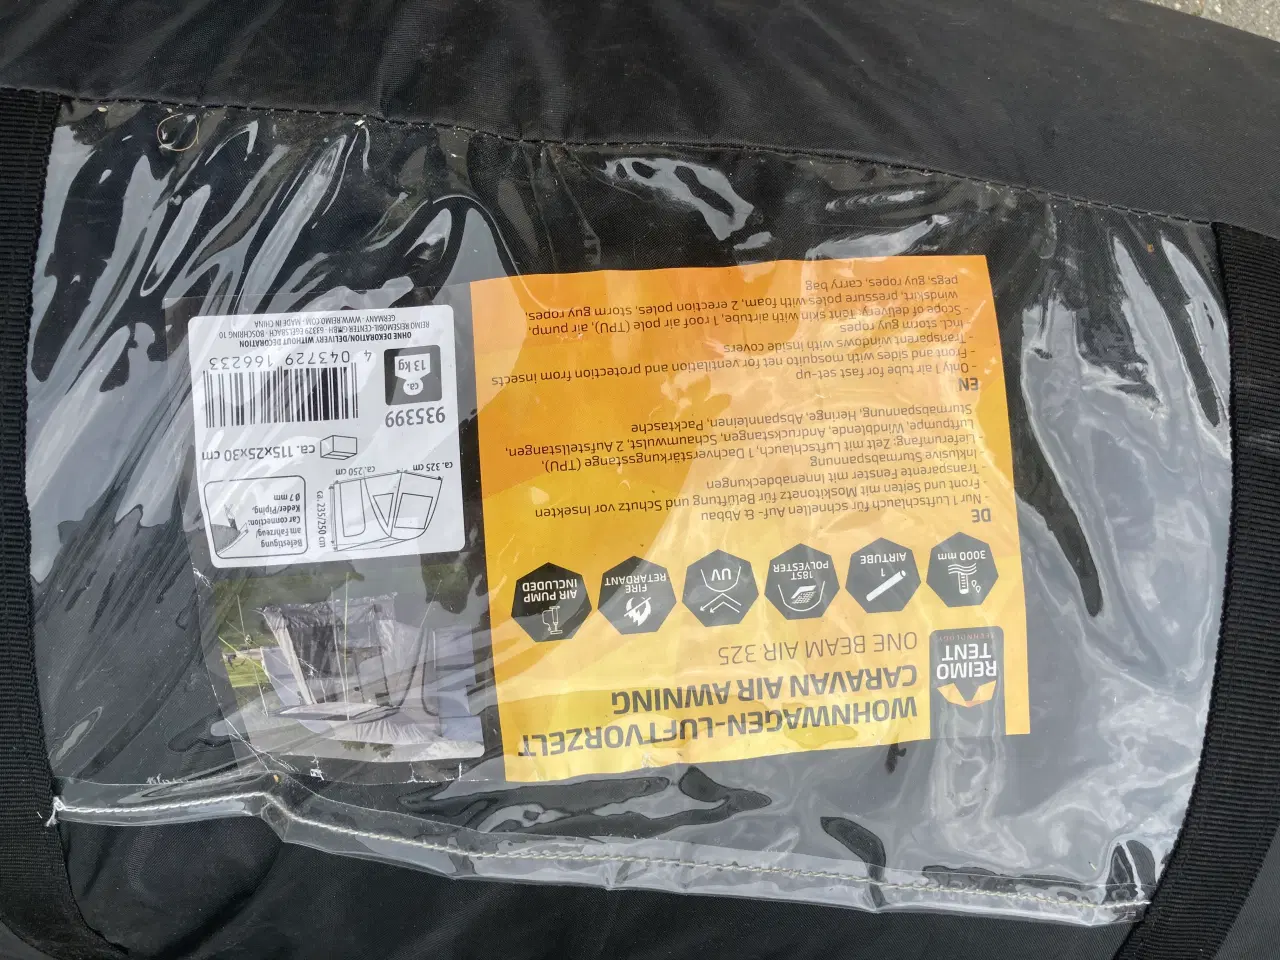 WOHNWAGEN-LUFTVORZELT
CARAVAN AIR AWNING
ONE BEAM AIR 325
REIMO
TENT
TECHNOLOGY
3000 mm
1
AIRTUBE
185T
POLYESTER
UV
FIRE
RETARDANT
AIR PUMP
INCLUDED
DE
- Nur 1 Luftschlauch für schnellen Auf- & Abbau
- Front und Seiten mit Moskitonetz für Belüftung und Schutz vor Insekten
- Transparente Fenster mit Innenabdeckungen
- Inklusive Sturmabspannung
- Lieferumfang: Zelt mit Luftschlauch, 1 Dachverstärkungsstange (TPU),
Luftpumpe, Windblende, Andruckstangen, Schaumwulst, 2 Aufstellstangen,
Sturmabspannung, Heringe, Abspannleinen, Packtasche
EN
- Only 1 air tube for fast set-up
- Front and sides with mosquito net for ventilation and protection from insects
- Transparent windows with inside covers
- Incl. storm guy ropes
- Scope of delivery: Tent skin with airtube, 1 roof air pole (TPU), air pump,
windskirt, pressure poles with foam, 2 erection poles, storm guy ropes,
pegs, guy ropes, carry bag
Befestigung
am Fahrzeug/
Car connection:
Keder/Piping:
Ø 7 mm
ca. 235/250 cm
ca. 250 cm
ca. 325 cm
ca. 115x25x30 cm
935399
ca.
13 kg
4 043729 166233
OHNE DEKORATION/DELIVERY WITHOUT DECORATION
REIMO REISEMOBIL-CENTER GMBH · 63329 EGELSBACH · BOSCHRING 10
GERMANY · WWW.REIMO.COM / MADE IN CHINA